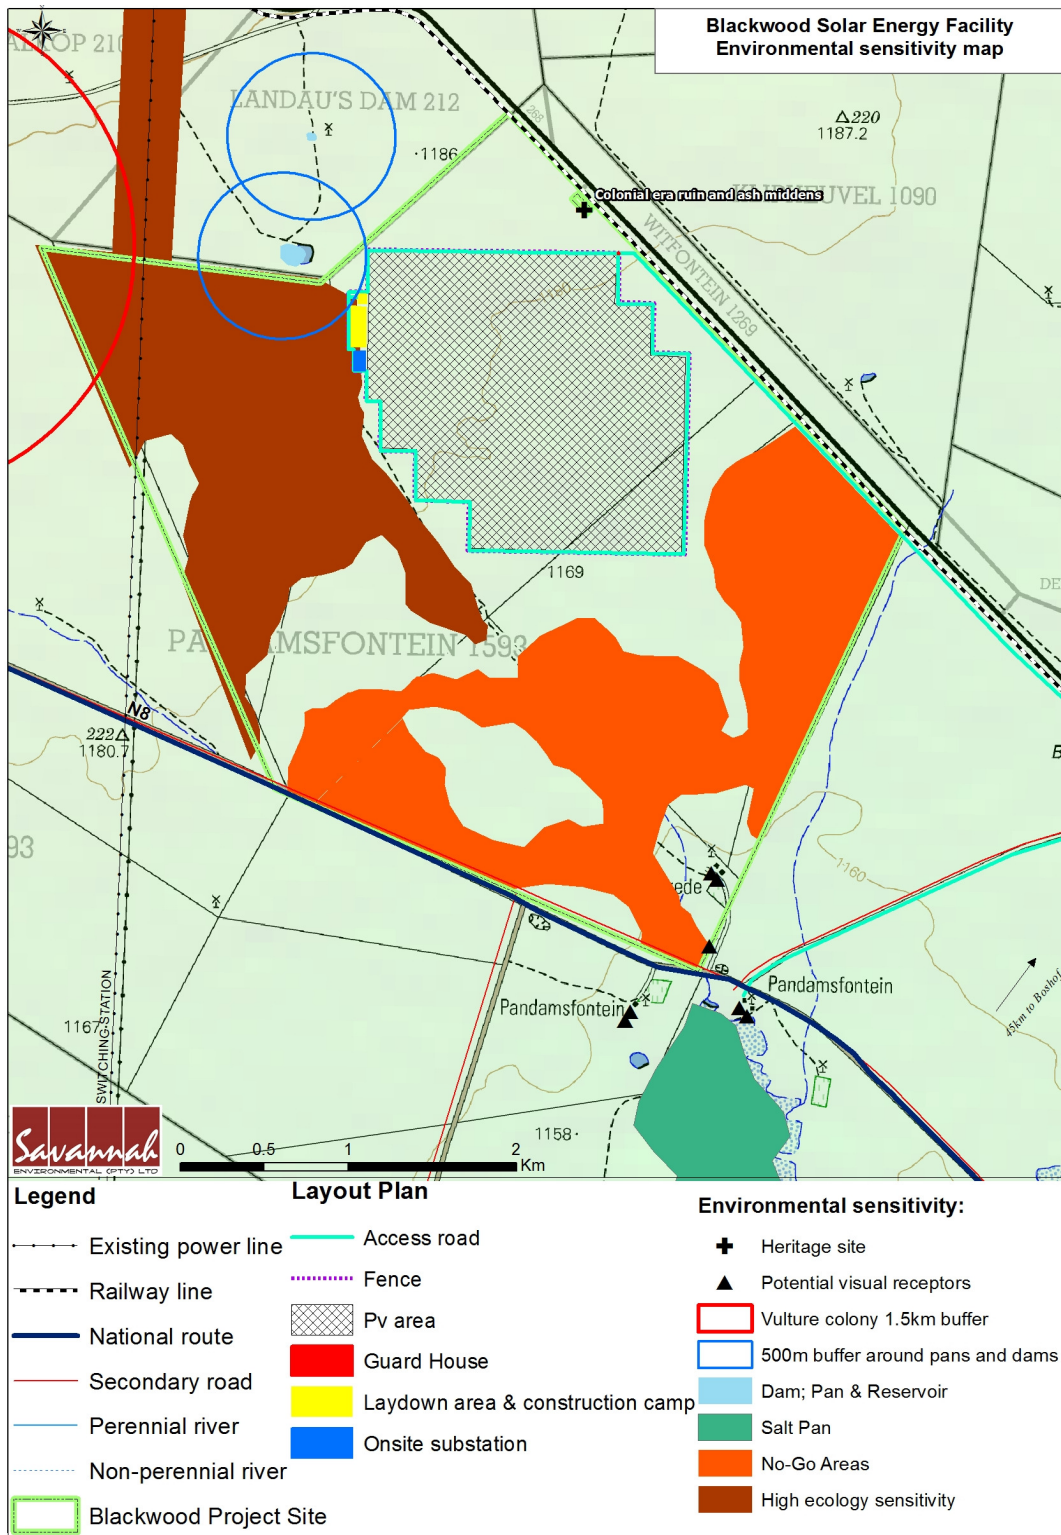 Blackwood Solar Energy Facility
Environmental sensitivity map
210
LANDAU'S DAM 212
268
220
1187.2
·1186
Colonial era ruin and ash middens
1090
WITFONTEIN 1269
1180
1169
DE
1593
N8
222
1180.7
93
1160
ede
B
Pandamsfontein
Pandamsfontein
45km to Boshof
1167
SWITCHING-STATION
1158·
Savannah
ENVIRONMENTAL (PTY) LTD
0 0.5 1 2
Km
Legend
Existing power line
Railway line
National route
Secondary road
Perennial river
Non-perennial river
Blackwood Project Site
Layout Plan
Access road
Fence
Pv area
Guard House
Laydown area & construction camp
Onsite substation
Environmental sensitivity:
Heritage site
Potential visual receptors
Vulture colony 1.5km buffer
500m buffer around pans and dams
Dam; Pan & Reservoir
Salt Pan
No-Go Areas
High ecology sensitivity